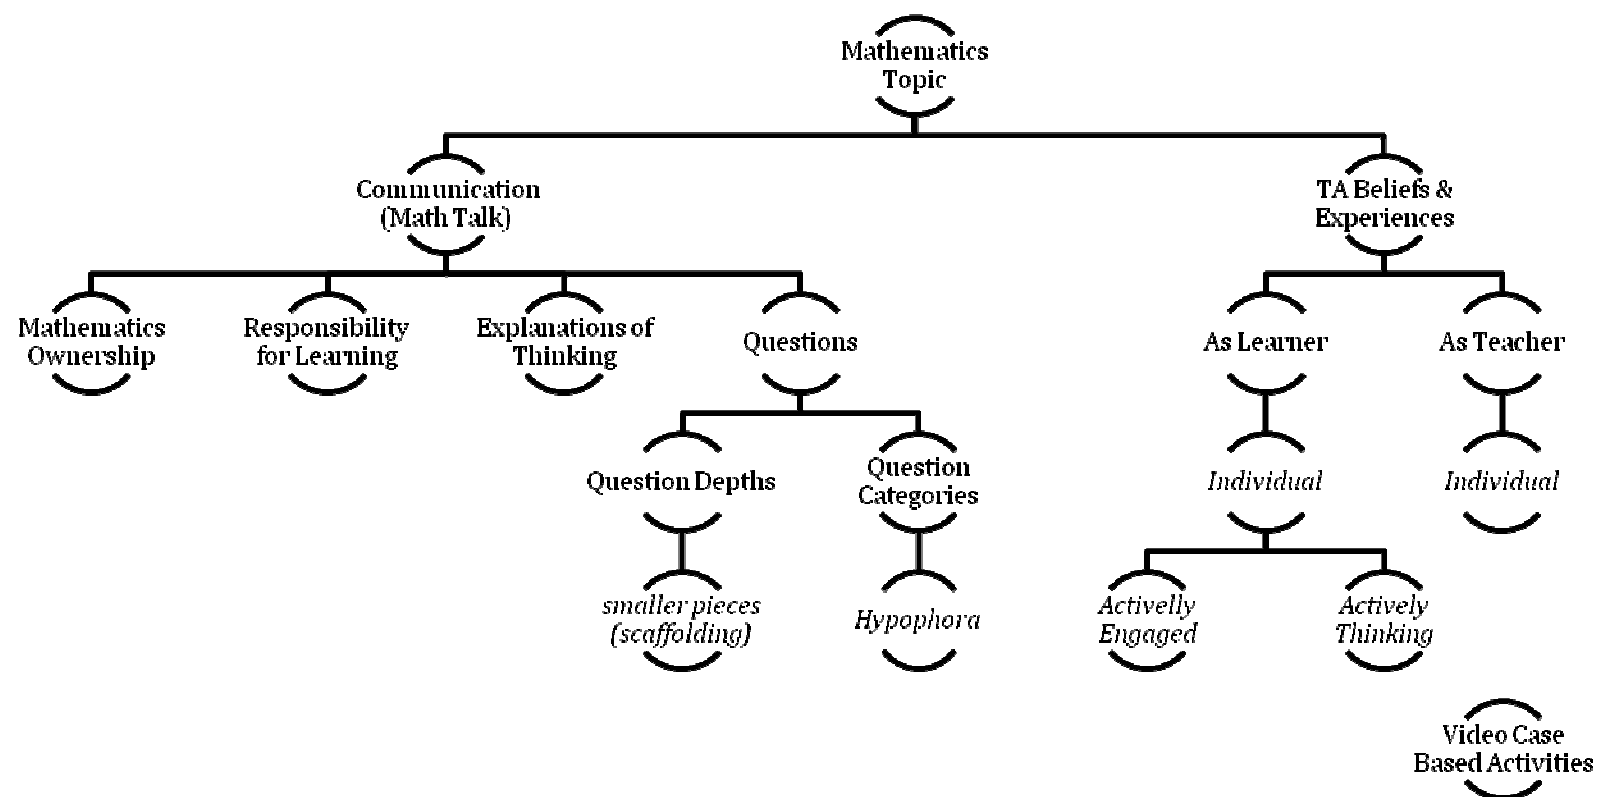 Mathematics
Topic
Communication
(Math Talk)
TA Beliefs &
Experiences
Mathematics
Ownership
Responsibility
for Learning
Explanations of
Thinking
Questions
As Learner
As Teacher
Question Depths
Question
Categories
Individual
Individual
smaller pieces
(scaffolding)
Hypophora
Activelly
Engaged
Actively
Thinking
Video Case
Based Activities